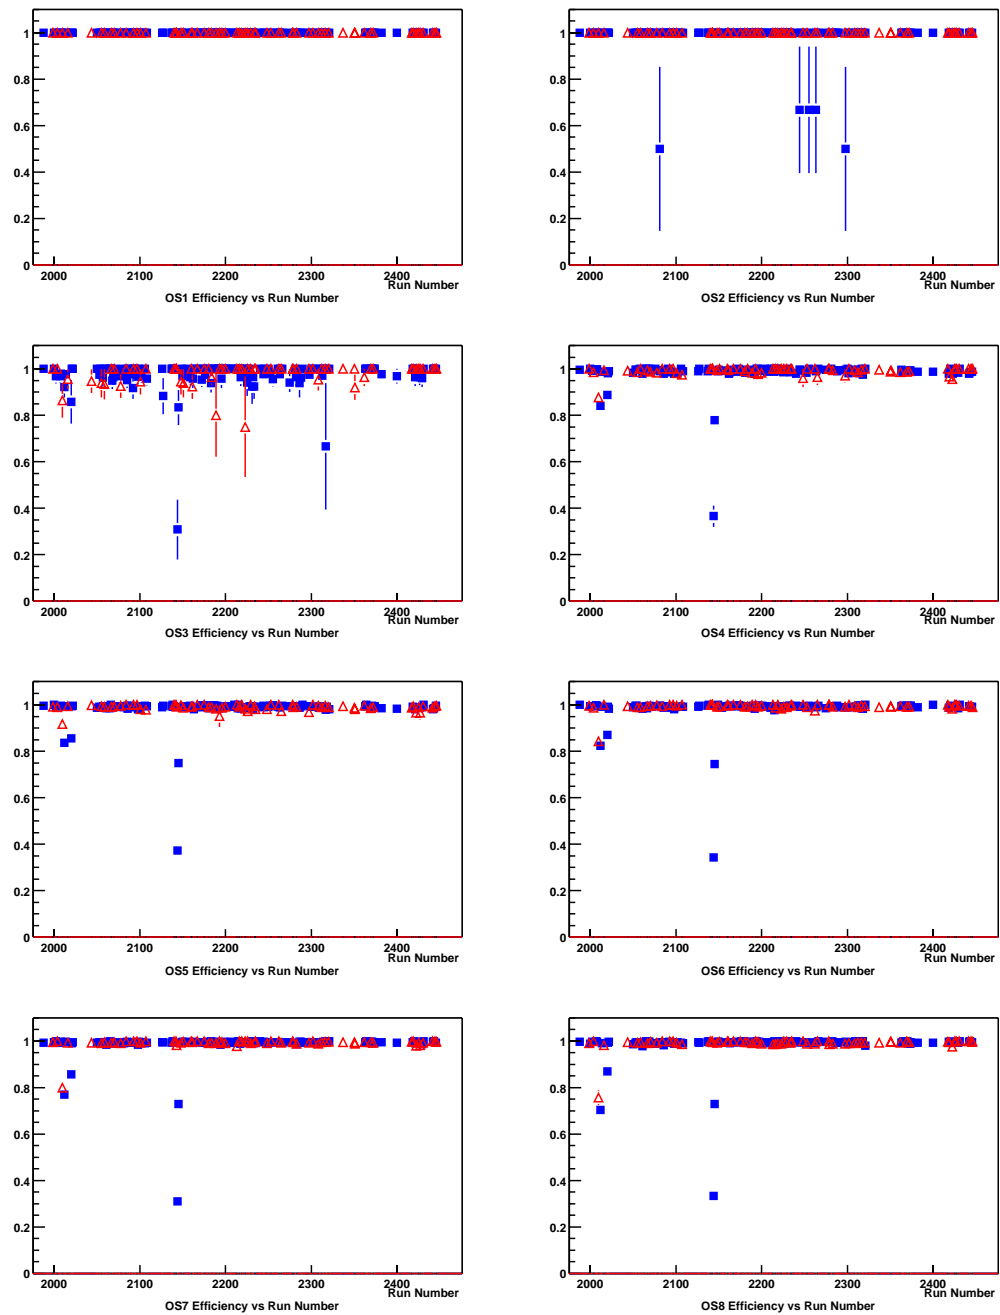 1
0.8
0.6
0.4
0.2
0
2000 2100 2200 2300 2400
Run Number
OS1 Efficiency vs Run Number
1
0.8
0.6
0.4
0.2
0
2000 2100 2200 2300 2400
Run Number
OS2 Efficiency vs Run Number
1
0.8
0.6
0.4
0.2
0
2000 2100 2200 2300 2400
Run Number
OS3 Efficiency vs Run Number
1
0.8
0.6
0.4
0.2
0
2000 2100 2200 2300 2400
Run Number
OS4 Efficiency vs Run Number
1
0.8
0.6
0.4
0.2
0
2000 2100 2200 2300 2400
Run Number
OS5 Efficiency vs Run Number
1
0.8
0.6
0.4
0.2
0
2000 2100 2200 2300 2400
Run Number
OS6 Efficiency vs Run Number
1
0.8
0.6
0.4
0.2
0
2000 2100 2200 2300 2400
Run Number
OS7 Efficiency vs Run Number
1
0.8
0.6
0.4
0.2
0
2000 2100 2200 2300 2400
Run Number
OS8 Efficiency vs Run Number